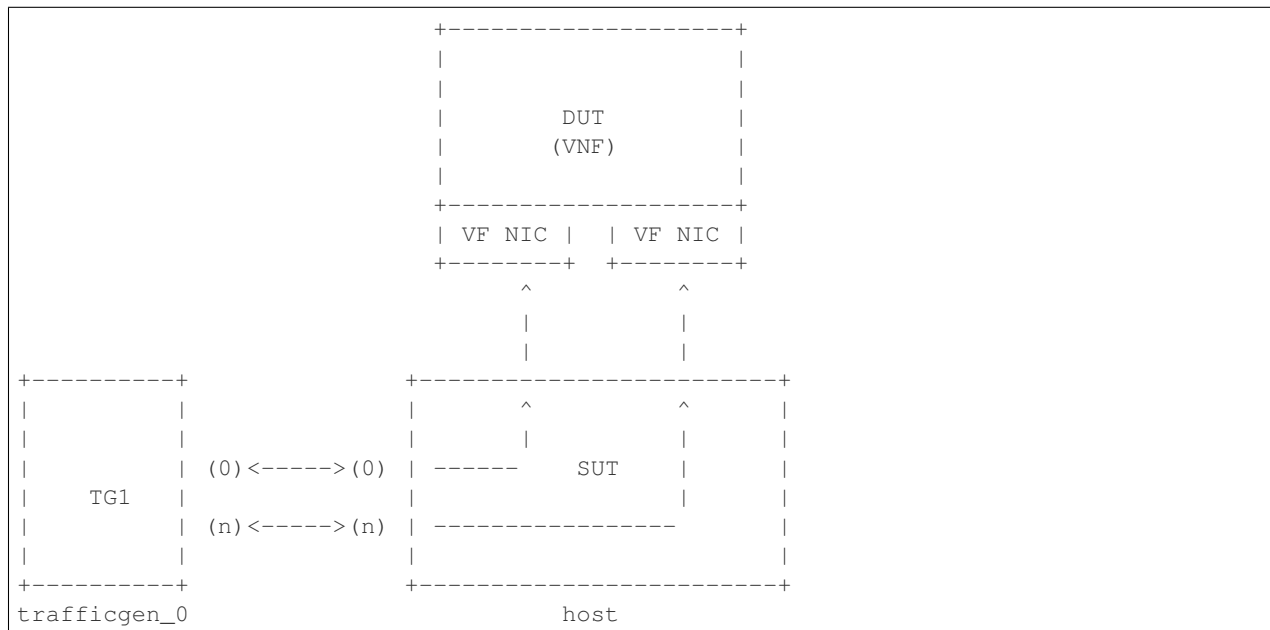 +--------------------+
|                    |
|                    |
|        DUT         |
|       (VNF)        |
|                    |
+--------------------+
| VF NIC |  | VF NIC |
+--------+  +--------+
^          ^
|          |
|          |
+----------+               +-------------------------+
|          |               |       ^          ^      |
|          |               |       |          |      |
|          | (0)<----->(0) | ------   SUT     |      |
|    TG1   |               |                  |      |
|          | (n)<----->(n) | -----------------       |
|          |               |                         |
+----------+               +-------------------------+
trafficgen_0                          host